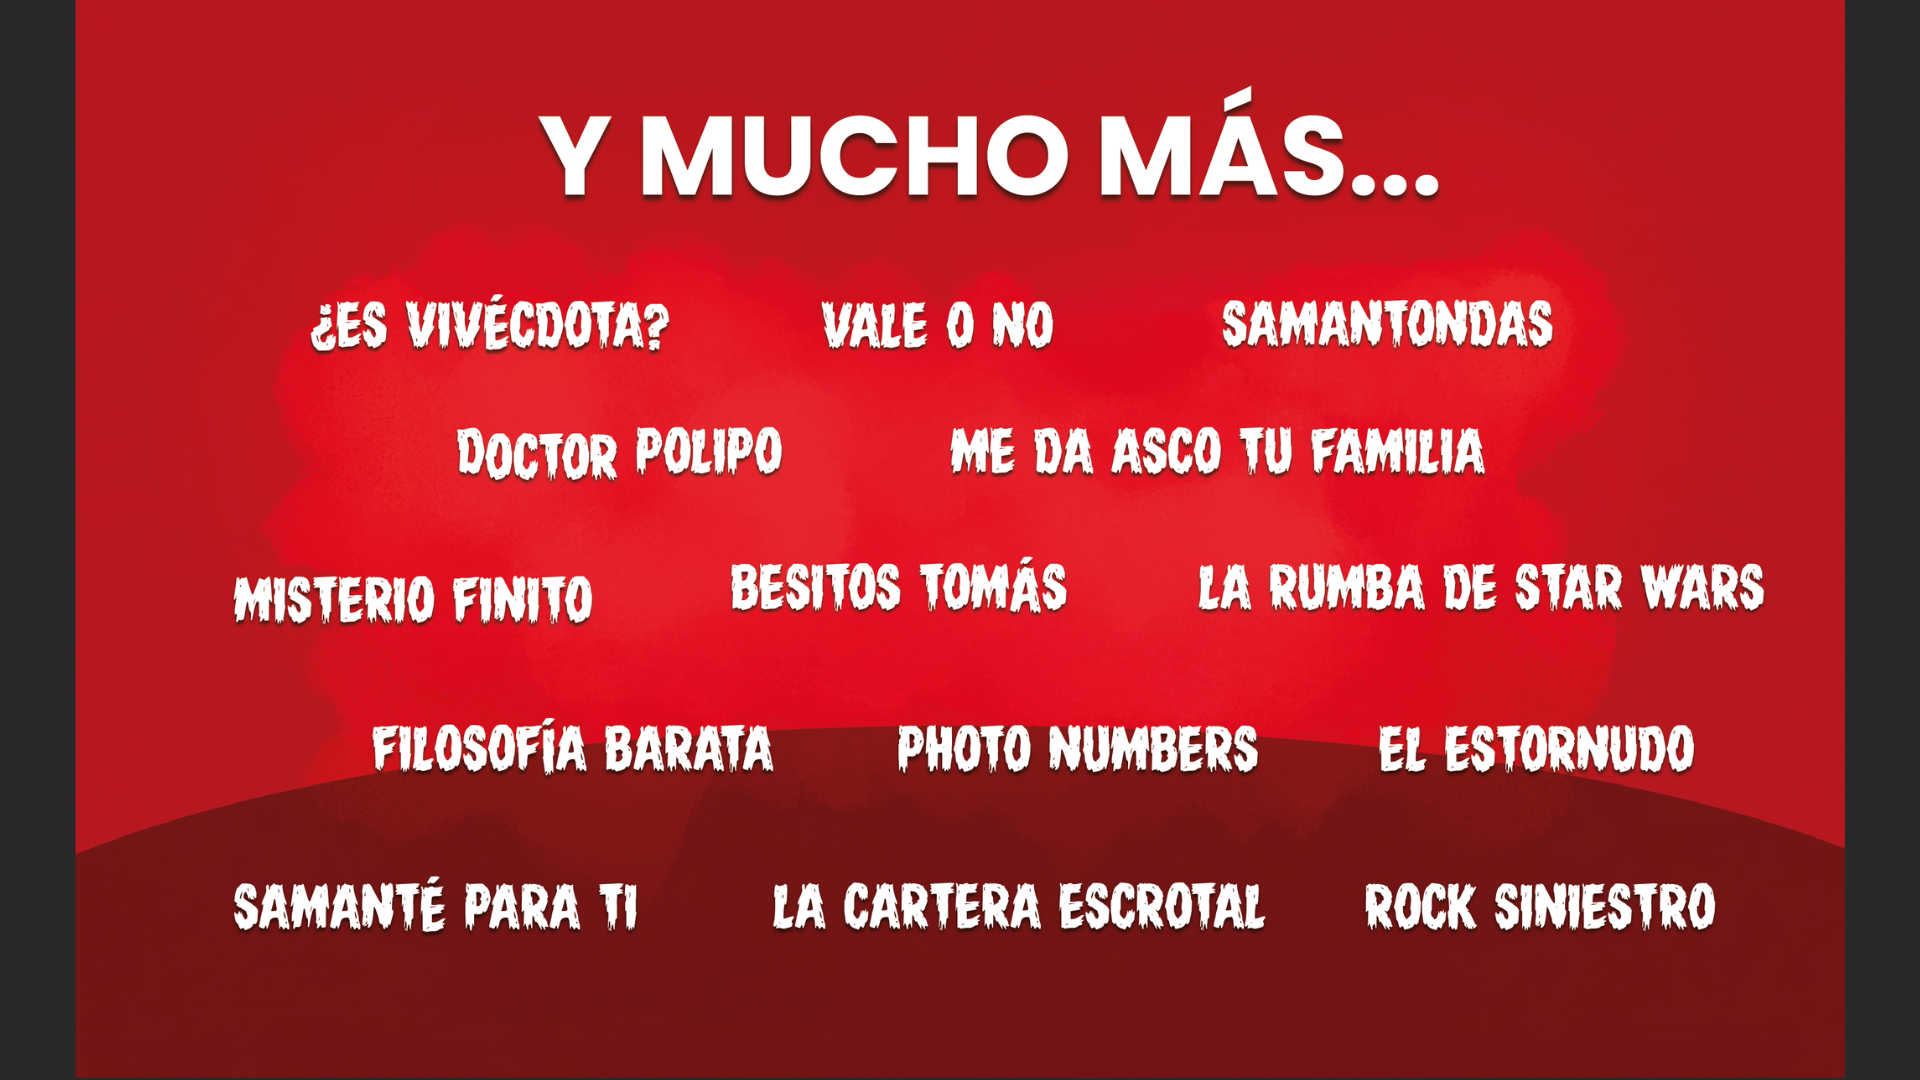 Y MUCHO MÁS...
¿ES VIVÉCDOTA? VALE O NO SAMANTONDAS
DOCTOR POLIPO ME DA ASCO TU FAMILIA
MISTERIO FINITO BESITOS TOMÁS LA RUMBA DE STAR WARS
FILOSOFÍA BARATA PHOTO NUMBERS EL ESTORNUDO
SAMANTÉ PARA TI LA CARTERA ESCROTAL ROCK SINIESTRO